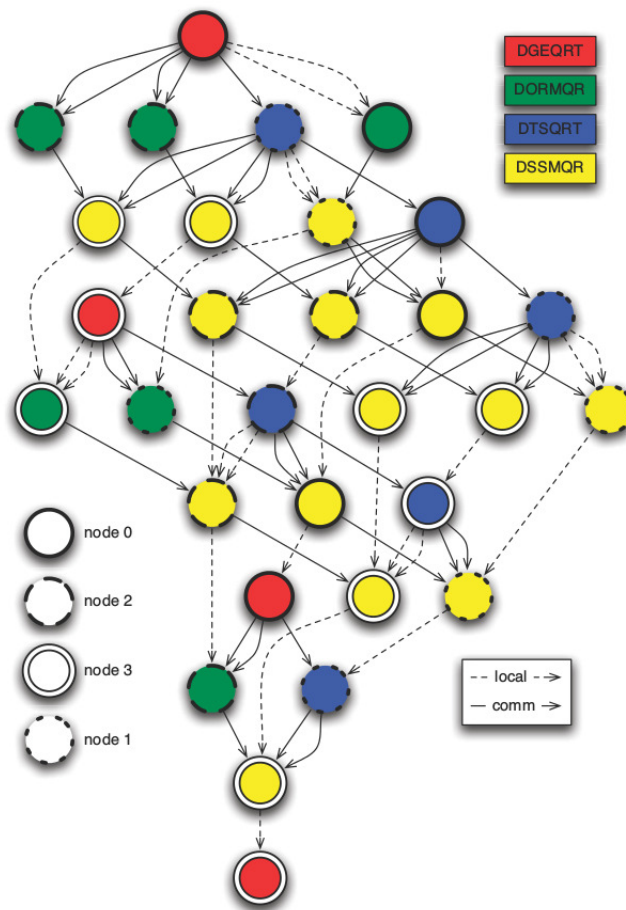 DGEQRT
DORMQR
DTSQRT
DSSMQR
node 0
node 2
node 3
node 1
local
comm